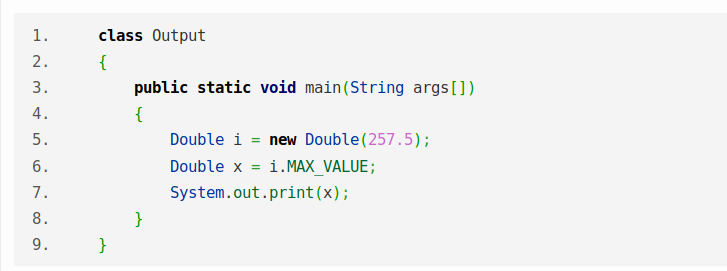 1. class Output
2. {
3. public static void main(String args[])
4. {
5. Double i = new Double(257.5);
6. Double x = i.MAX_VALUE;
7. System.out.print(x);
8. }
9. }